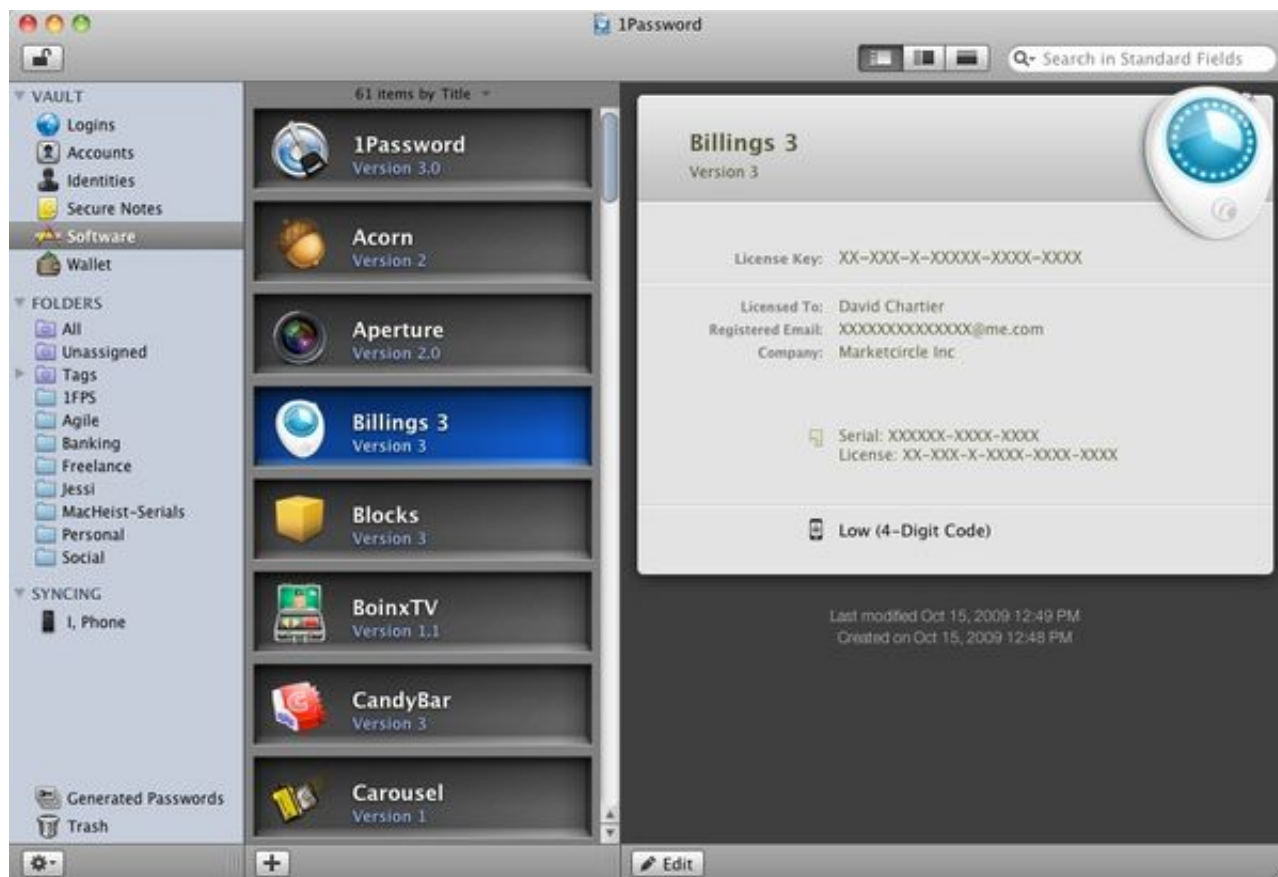 1Password
Search in Standard Fields
VAULT
Logins
Accounts
Identities
Secure Notes
Software
Wallet
FOLDERS
All
Unassigned
Tags
1FPS
Agile
Banking
Freelance
Jessi
MacHeist-Serials
Personal
Social
SYNCING
I, Phone
Generated Passwords
Trash
61 items by Title
1Password
Version 3.0
Acorn
Version 2
Aperture
Version 2.0
Billings 3
Version 3
Blocks
Version 3
BoinxTV
Version 1.1
CandyBar
Version 3
Carousel
Version 1
Billings 3
Version 3
License Key: XX-XXX-X-XXXXX-XXXX-XXXX
Licensed To: David Chartier
Registered Email: XXXXXXXXXXXXXX@me.com
Company: Marketcircle Inc
Serial: XXXXXX-XXXX-XXXX
License: XX-XXX-X-XXXX-XXXX-XXXX
Low (4-Digit Code)
Last modified Oct 15, 2009 12:49 PM
Created on Oct 15, 2009 12:48 PM
Edit